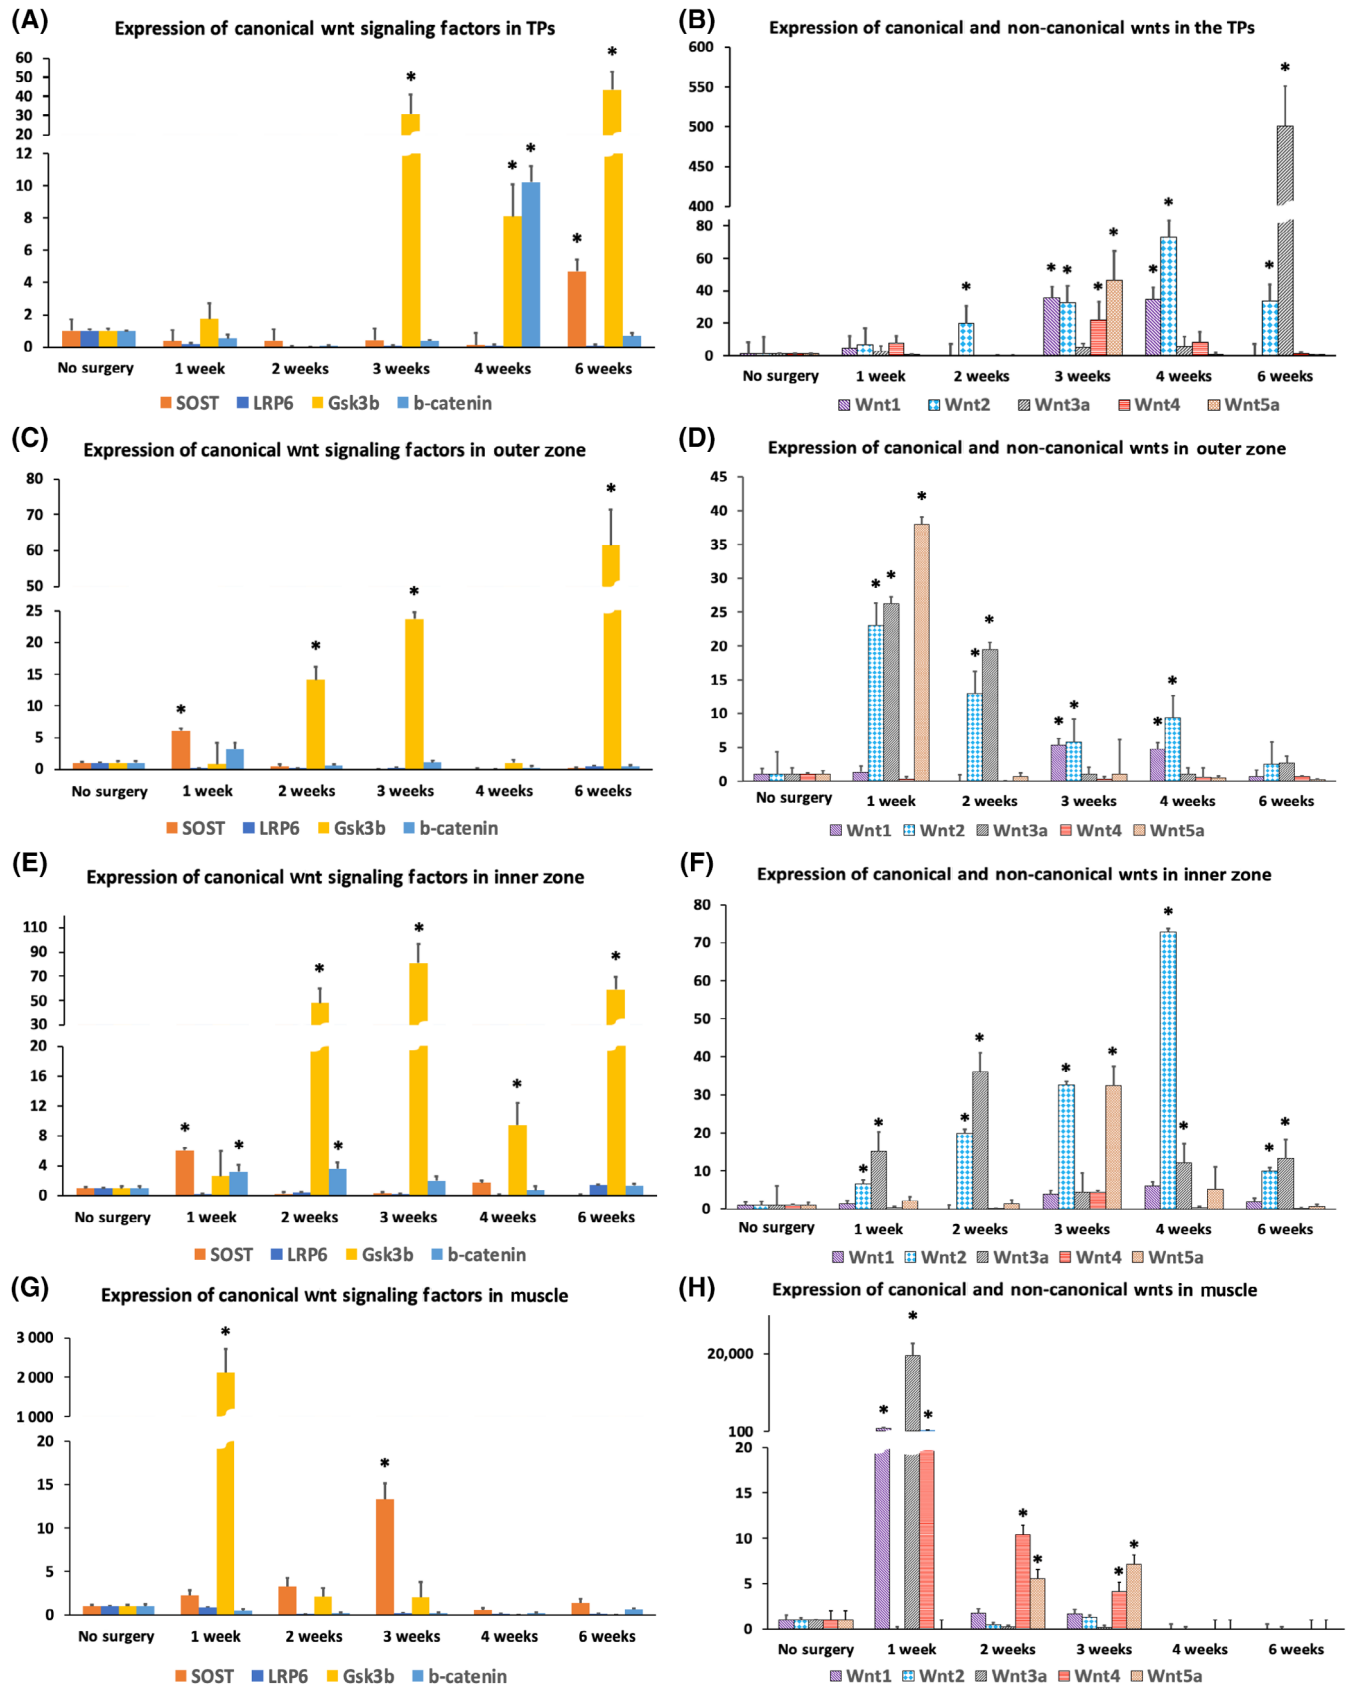 (A)
Expression of canonical wnt signaling factors in TPs
60
50
40
30
20
12
10
8
6
4
2
0
* * * * *
*
No surgery 1 week 2 weeks 3 weeks 4 weeks 6 weeks
SOST LRP6 Gsk3b b-catenin
(B)
Expression of canonical and non-canonical wnts in the TPs
600
550
500
450
400
80
60
40
20
0
* * * * * * * * *
No surgery 1 week 2 weeks 3 weeks 4 weeks 6 weeks
Wnt1 Wnt2 Wnt3a Wnt4 Wnt5a
(C)
Expression of canonical wnt signaling factors in outer zone
80
70
60
50
25
20
15
10
5
0
* * * *
No surgery 1 week 2 weeks 3 weeks 4 weeks 6 weeks
SOST LRP6 Gsk3b b-catenin
(D)
Expression of canonical and non-canonical wnts in outer zone
45
40
35
30
25
20
15
10
5
0
* * * * * * * * *
No surgery 1 week 2 weeks 3 weeks 4 weeks 6 weeks
Wnt1 Wnt2 Wnt3a Wnt4 Wnt5a
(E)
Expression of canonical wnt signaling factors in inner zone
110
90
70
50
30
20
16
12
8
4
0
* * * * * * *
No surgery 1 week 2 weeks 3 weeks 4 weeks 6 weeks
SOST LRP6 Gsk3b b-catenin
(F)
Expression of canonical and non-canonical wnts in inner zone
80
70
60
50
40
30
20
10
0
* * * * * * * * * *
No surgery 1 week 2 weeks 3 weeks 4 weeks 6 weeks
Wnt1 Wnt2 Wnt3a Wnt4 Wnt5a
(G)
Expression of canonical wnt signaling factors in muscle
3 000
2 000
1 000
20
15
10
5
0
* *
No surgery 1 week 2 weeks 3 weeks 4 weeks 6 weeks
SOST LRP6 Gsk3b b-catenin
(H)
Expression of canonical and non-canonical wnts in muscle
20,000
100
20
15
10
5
0
* * * * * * *
No surgery 1 week 2 weeks 3 weeks 4 weeks 6 weeks
Wnt1 Wnt2 Wnt3a Wnt4 Wnt5a